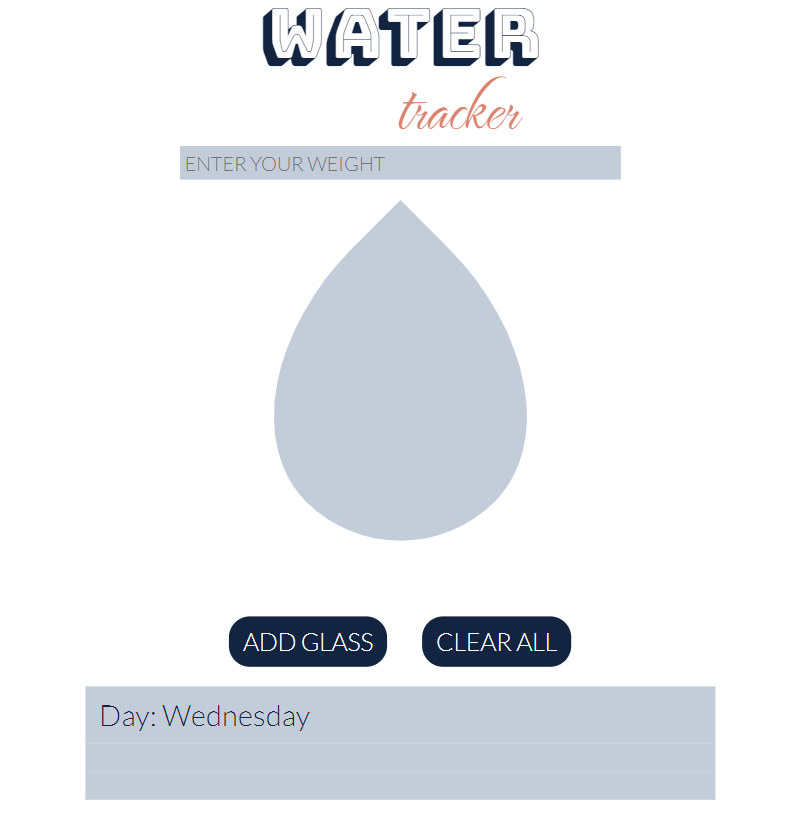 WATER
tracker
ENTER YOUR WEIGHT
ADD GLASS CLEAR ALL
Day: Wednesday